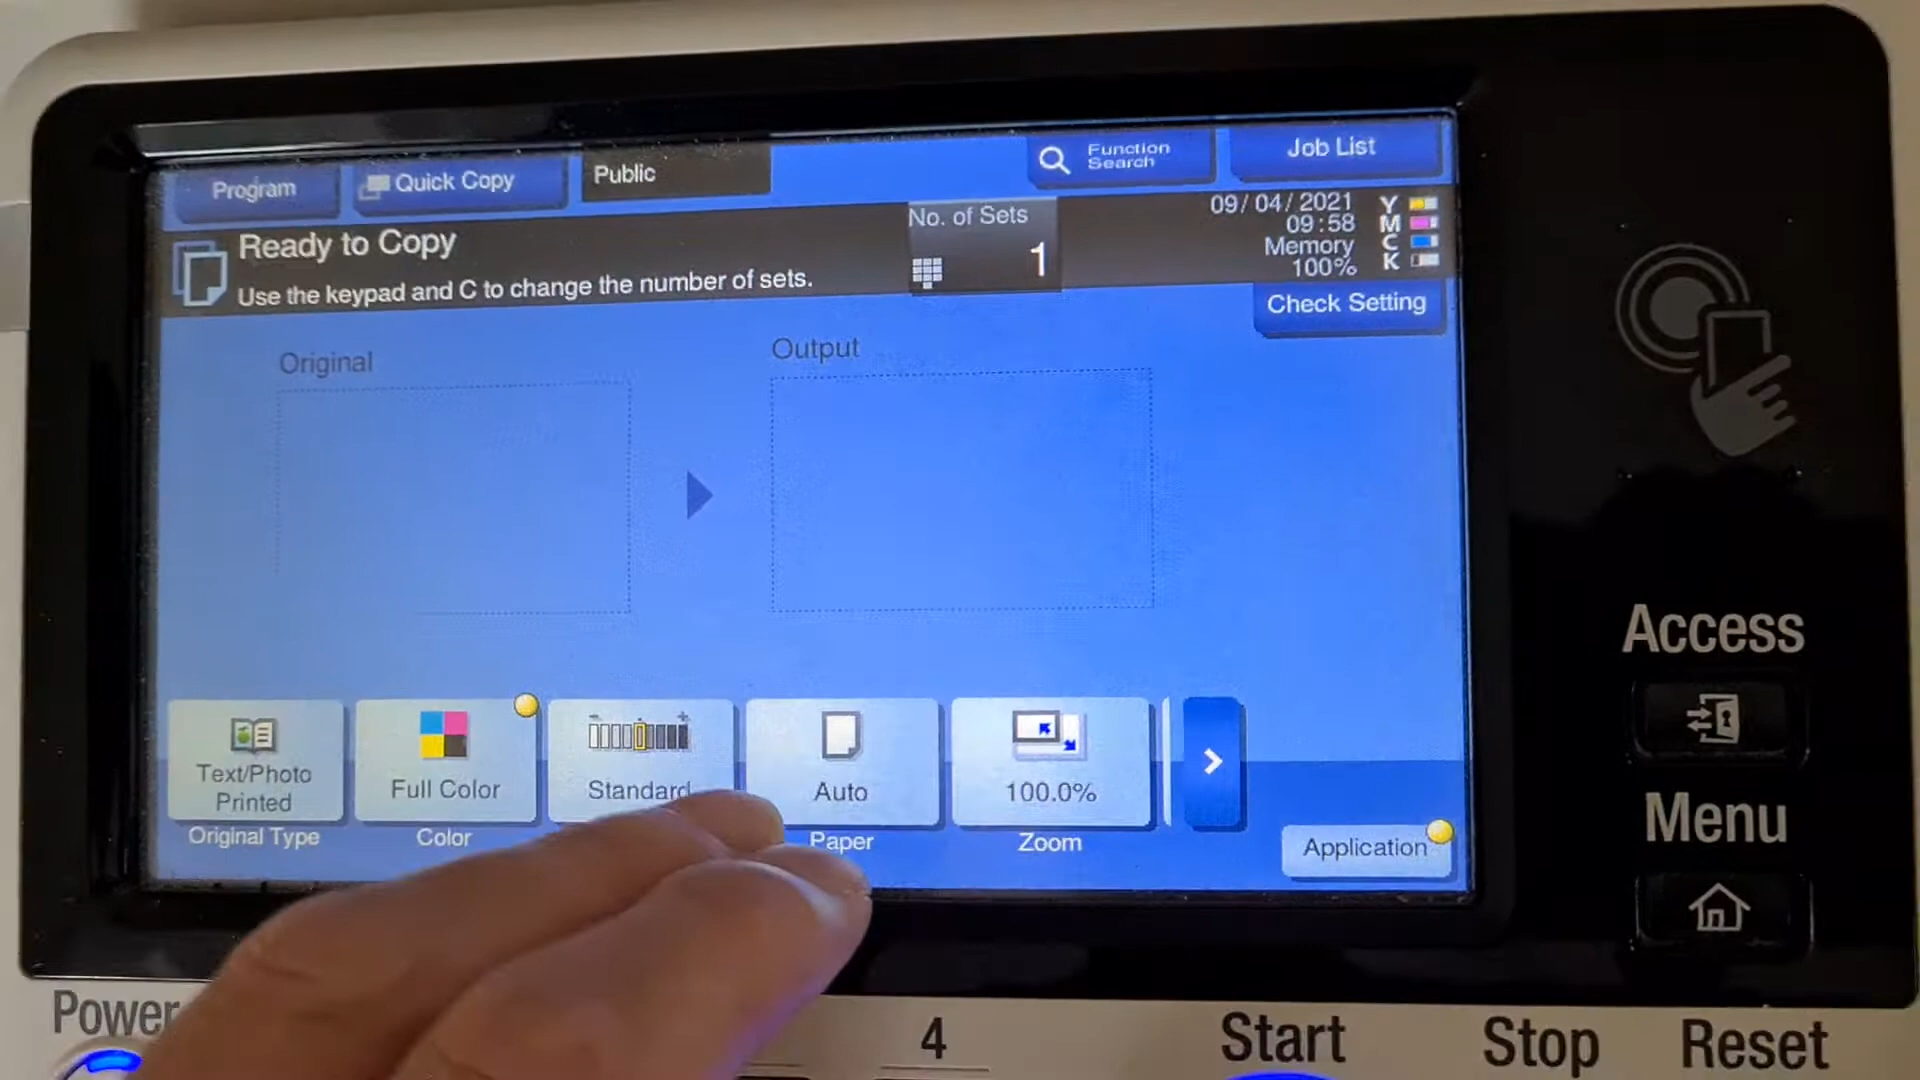 Program
Quick Copy
Public
Function
Search
Job List
Ready to Copy
Use the keypad and C to change the number of sets.
No. of Sets
1
09/04/2021
09:58
Memory
100%
Y
M
C
K
Check Setting
Original
Output
Text/Photo
Printed
Original Type
Full Color
Color
Standard
Auto
Paper
100.0%
Zoom
Application
Access
Menu
Power
4
Start
Stop
Reset